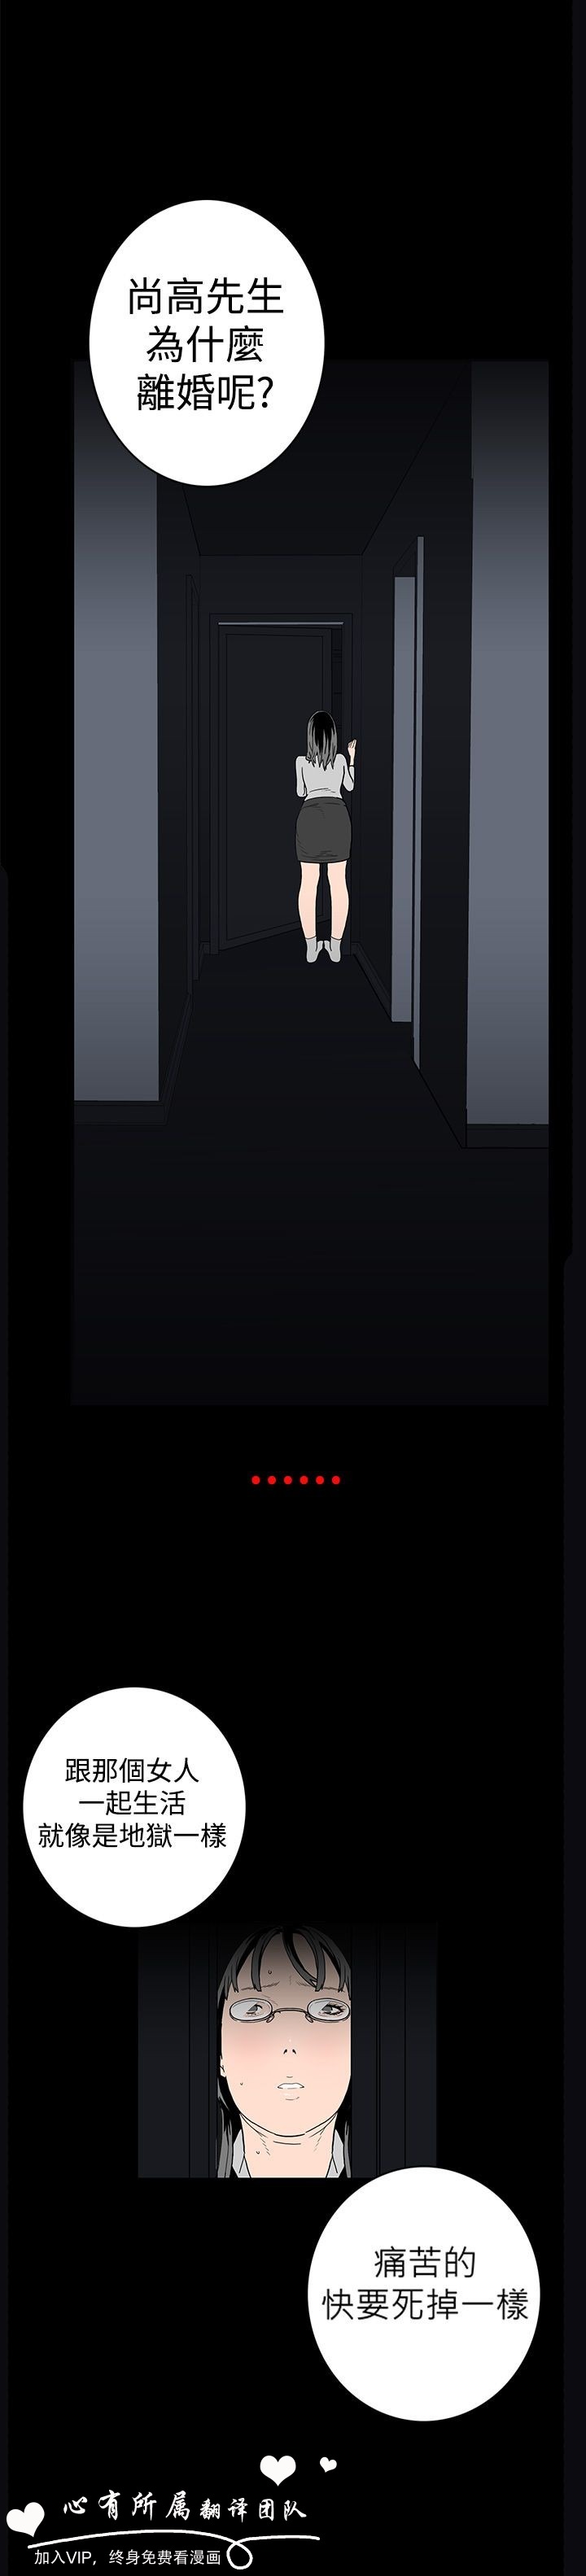 尚高先生
為什麼
離婚呢?
••••••
跟那個女人
一起生活
就像是地獄一樣
痛苦的
快要死掉一樣
心有所属翻译团队
加入VIP，终身免费看漫画